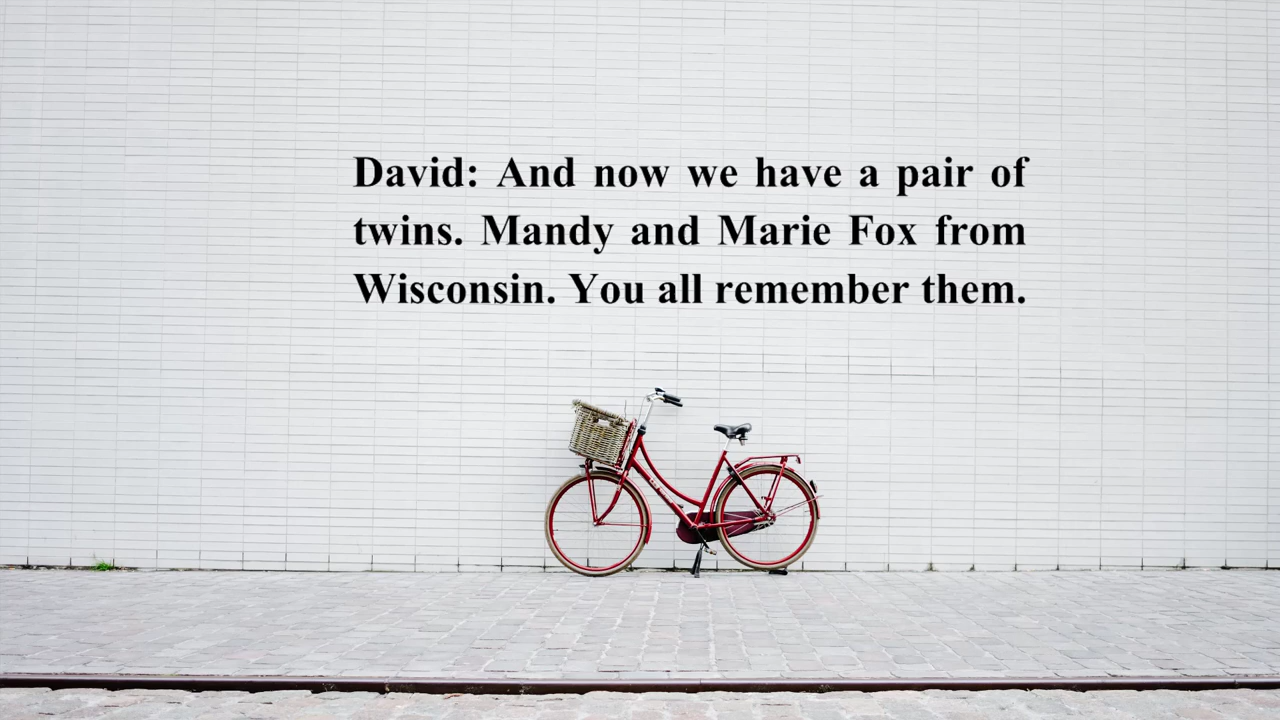 David: And now we have a pair of
twins. Mandy and Marie Fox from
Wisconsin. You all remember them.